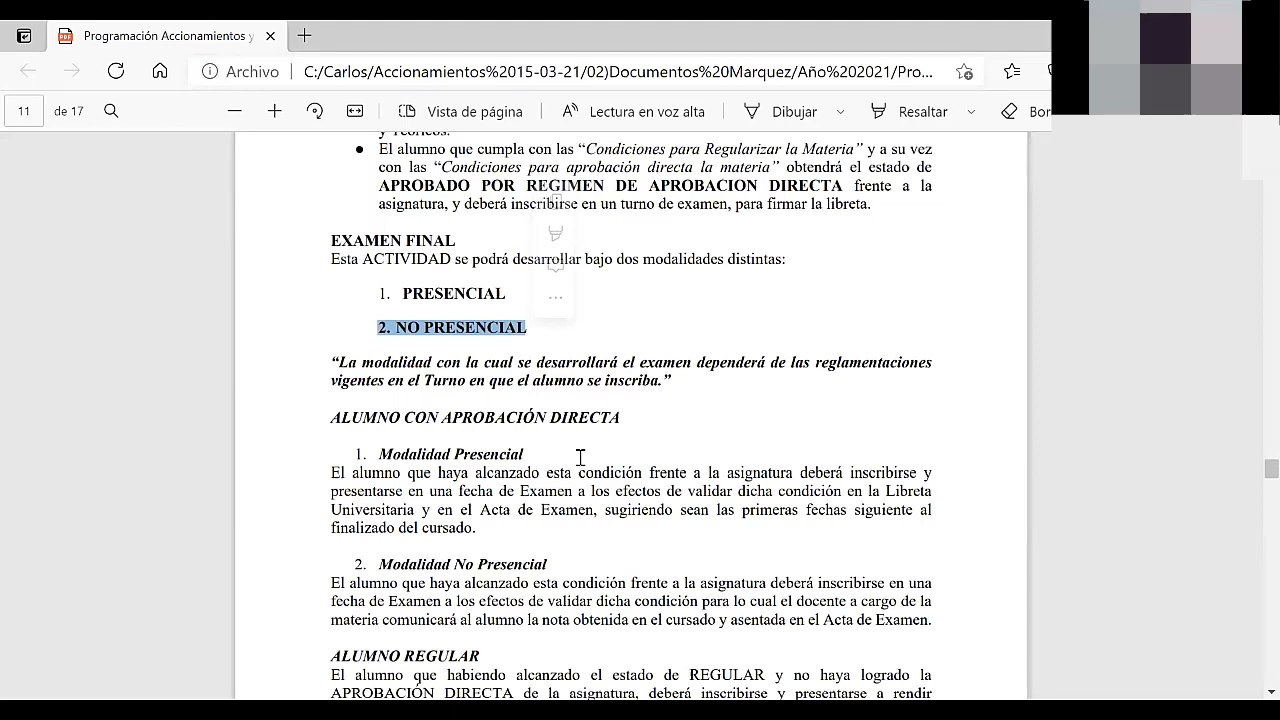 Programación Accionamientos y
Archivo C:/Carlos/Accionamientos%2015-03-21/02)Documentos%20Marquez/Año%202021/Pro...
11 de 17 Vista de página Lectura en voz alta Dibujar Resaltar Bor
y Teóricos.
● El alumno que cumpla con las “Condiciones para Regularizar la Materia” y a su vez
con las “Condiciones para aprobación directa la materia” obtendrá el estado de
APROBADO POR REGIMEN DE APROBACION DIRECTA frente a la
asignatura, y deberá inscribirse en un turno de examen, para firmar la libreta.
EXAMEN FINAL
Esta ACTIVIDAD se podrá desarrollar bajo dos modalidades distintas:
1. PRESENCIAL
2. NO PRESENCIAL
“La modalidad con la cual se desarrollará el examen dependerá de las reglamentaciones
vigentes en el Turno en que el alumno se inscriba.”
ALUMNO CON APROBACIÓN DIRECTA
1. Modalidad Presencial
El alumno que haya alcanzado esta condición frente a la asignatura deberá inscribirse y
presentarse en una fecha de Examen a los efectos de validar dicha condición en la Libreta
Universitaria y en el Acta de Examen, sugiriendo sean las primeras fechas siguiente al
finalizado del cursado.
2. Modalidad No Presencial
El alumno que haya alcanzado esta condición frente a la asignatura deberá inscribirse en una
fecha de Examen a los efectos de validar dicha condición para lo cual el docente a cargo de la
materia comunicará al alumno la nota obtenida en el cursado y asentada en el Acta de Examen.
ALUMNO REGULAR
El alumno que habiendo alcanzado el estado de REGULAR y no haya logrado la
APROBACIÓN DIRECTA de la asignatura, deberá inscribirse y presentarse a rendir